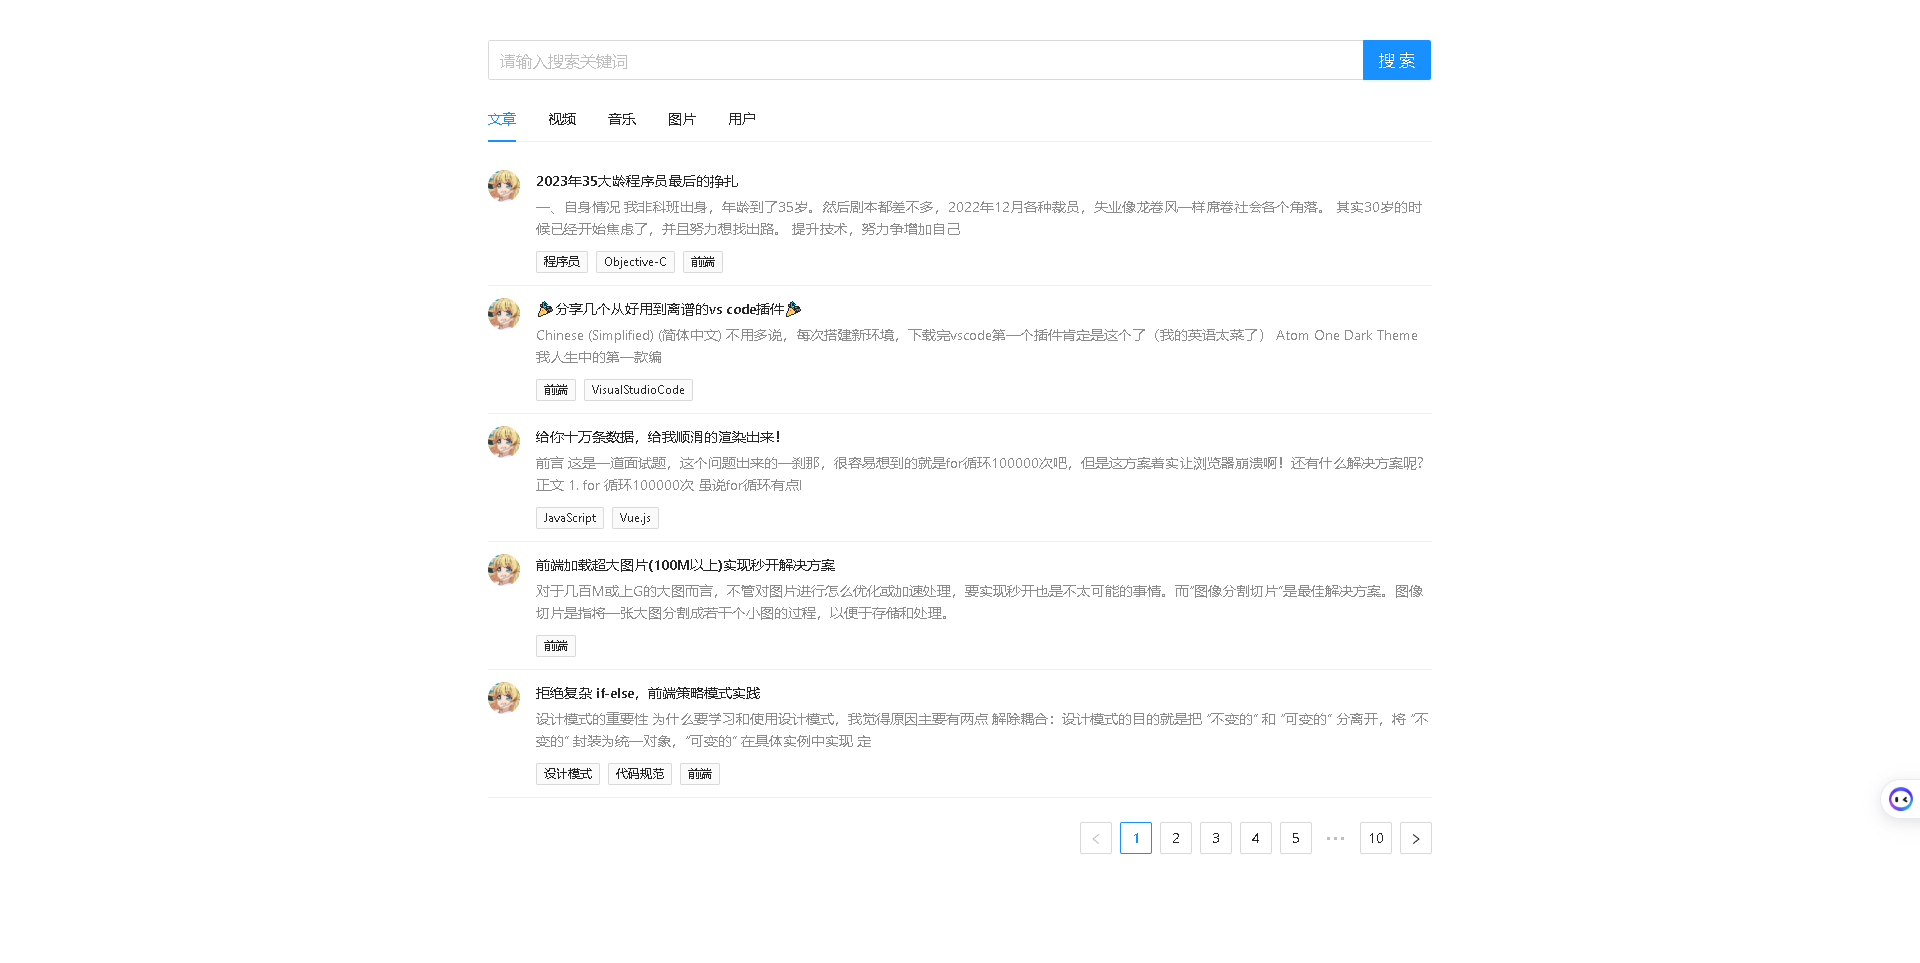 请输入搜索关键词
搜 索
文章 视频 音乐 图片 用户
2023年35大龄程序员最后的挣扎
一、自身情况 我非科班出身，年龄到了35岁。然后剧本都差不多，2022年12月各种裁员，失业像龙卷风一样席卷社会各个角落。 其实30岁的时
候已经开始焦虑了，并且努力想找出路。 提升技术，努力争增加自己
程序员 Objective-C 前端
🎉分享几个从好用到离谱的vs code插件🎉
Chinese (Simplified) (简体中文) 不用多说，每次搭建新环境，下载完vscode第一个插件肯定是这个了（我的英语太菜了） Atom One Dark Theme
我人生中的第一款编
前端 VisualStudioCode
给你十万条数据，给我顺滑的渲染出来！
前言 这是一道面试题，这个问题出来的一刹那，很容易想到的就是for循环100000次吧，但是这方案着实让浏览器崩溃啊！还有什么解决方案呢？
正文 1. for 循环100000次 虽说for循环有点l
JavaScript Vue.js
前端加载超大图片(100M以上)实现秒开解决方案
对于几百M或上G的大图而言，不管对图片进行怎么优化或加速处理，要实现秒开也是不太可能的事情。而“图像分割切片”是最佳解决方案。图像
切片是指将一张大图分割成若干个小图的过程，以便于存储和处理。
前端
拒绝复杂 if-else，前端策略模式实践
设计模式的重要性 为什么要学习和使用设计模式，我觉得原因主要有两点 解除耦合：设计模式的目的就是把 “不变的” 和 “可变的” 分离开，将 “不
变的” 封装为统一对象，“可变的” 在具体实例中实现 定
设计模式 代码规范 前端
< 1 2 3 4 5 ••• 10 >